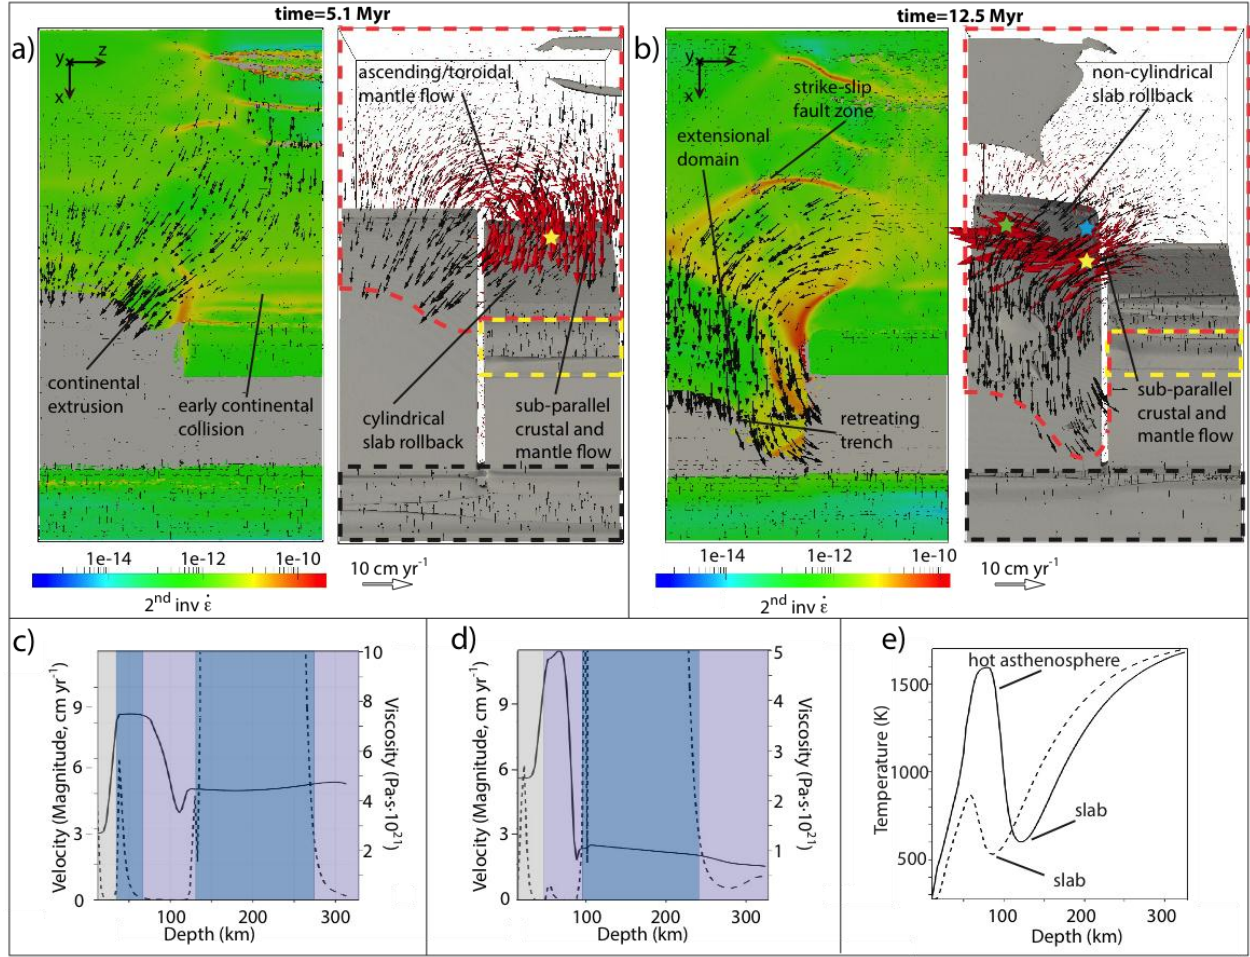 time=5.1 Myr
a)
y
z
x
ascending/toroidal
mantle flow
continental
extrusion
early continental
collision
cylindrical
slab rollback
sub-parallel
crustal and
mantle flow
1e-14
1e-12
1e-10
2nd inv ε̇
10 cm yr-1
time=12.5 Myr
b)
y
z
x
strike-slip
fault zone
extensional
domain
non-cylindrical
slab rollback
retreating
trench
sub-parallel
crustal and
mantle flow
1e-14
1e-12
1e-10
2nd inv ε̇
10 cm yr-1
c)
Velocity (Magnitude, cm yr-1)
9
6
3
0
100
200
300
Depth (km)
10
8
6
4
2
Viscosity (Pa·s·1021)
d)
Velocity (Magnitude, cm yr-1)
9
6
3
0
0
100
200
300
Depth (km)
5
4
3
2
1
Viscosity (Pa·s·1021)
e)
hot asthenosphere
slab
slab
Temperature (K)
1500
1000
500
100
200
300
Depth (km)